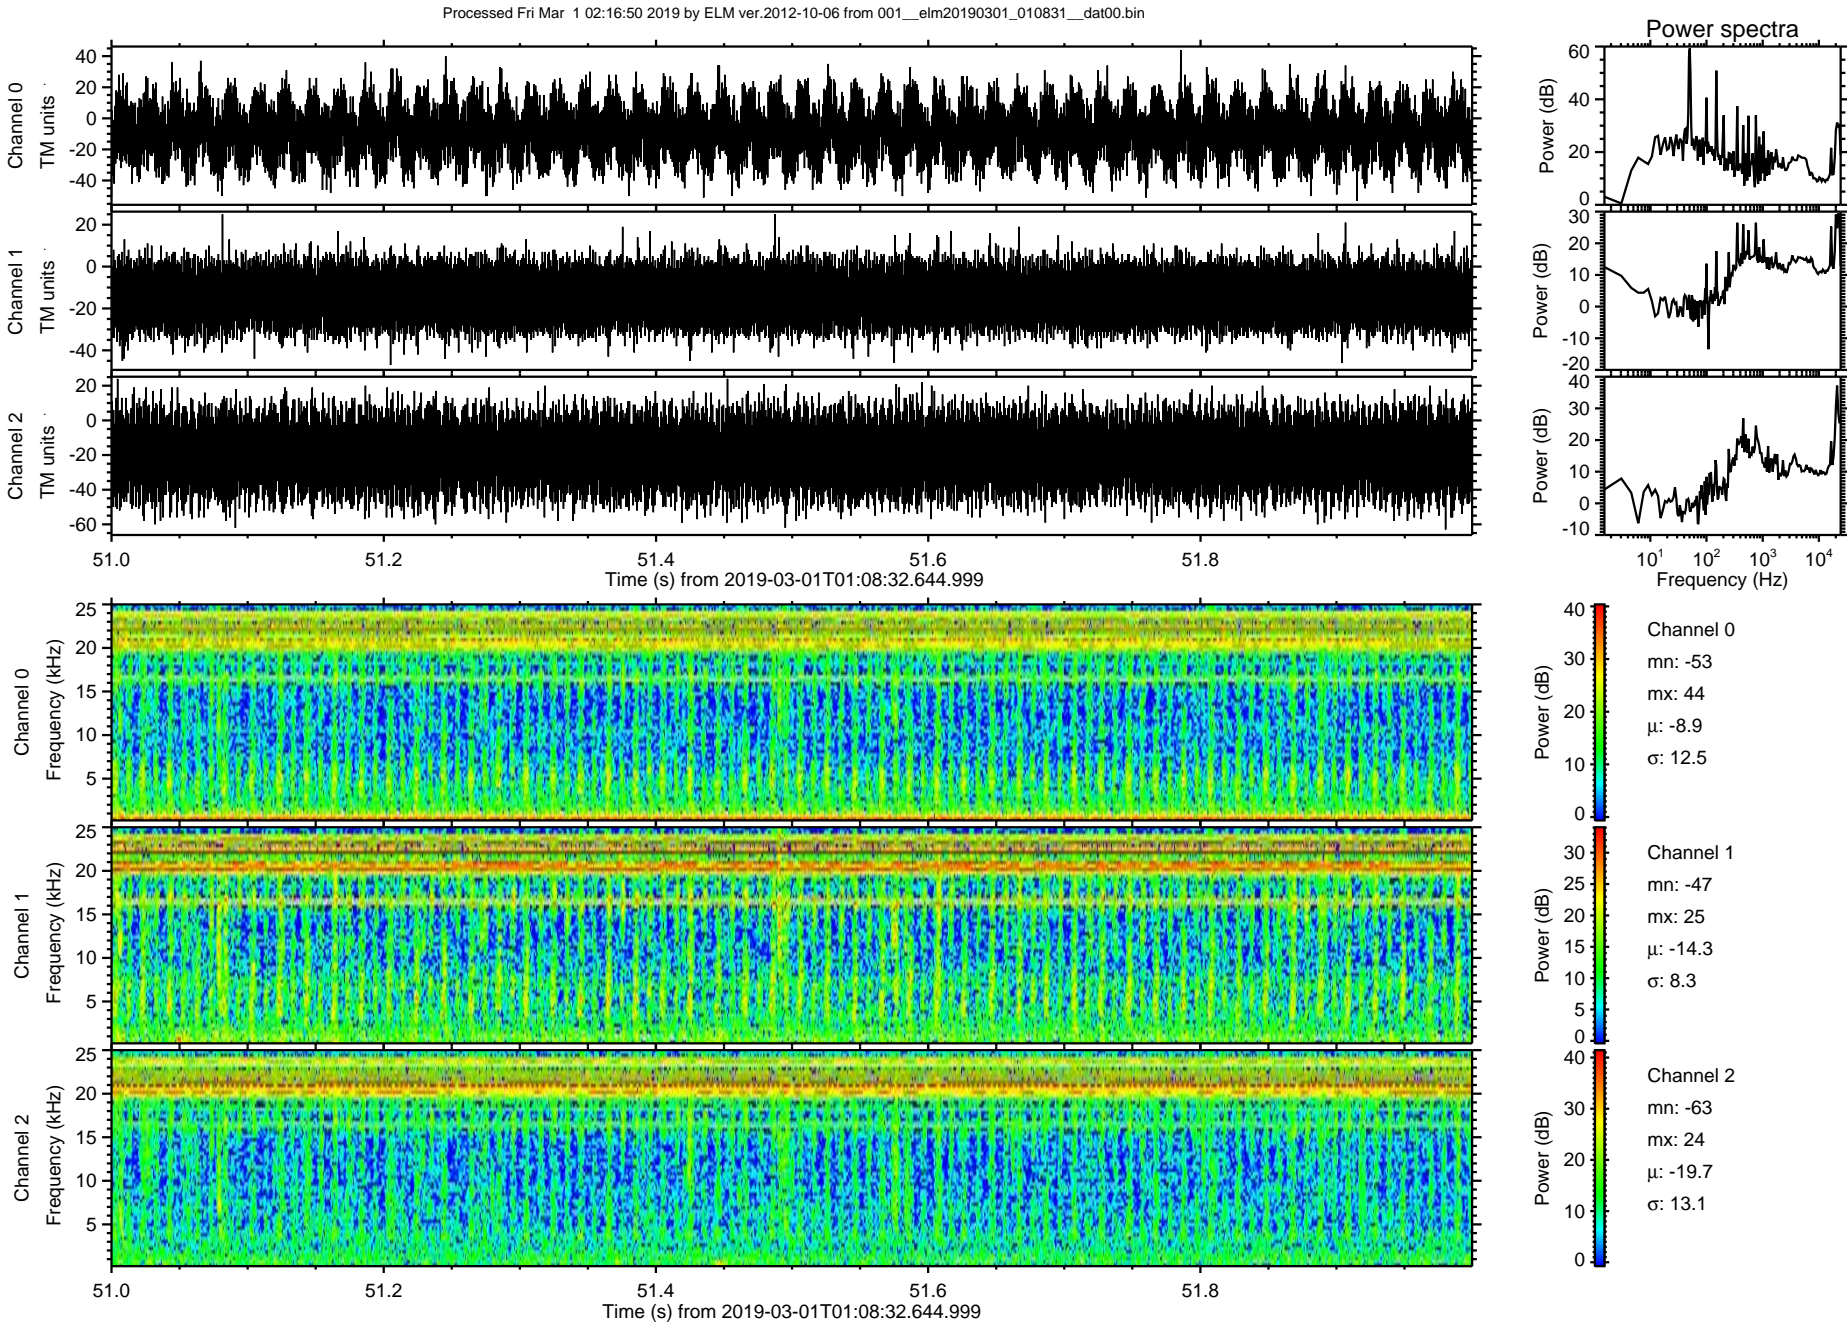 Processed Fri Mar  1 02:16:50 2019 by ELM ver.2012-10-06 from 001__elm20190301_010831__dat00.bin
Power spectra
Channel 0
TM units
40
20
0
-20
-40
Power (dB)
60
40
20
0
Channel 1
TM units
20
0
-20
-40
Power (dB)
30
20
10
0
-10
-20
Channel 2
TM units
20
0
-20
-40
-60
Power (dB)
40
30
20
10
0
-10
51.0 51.2 51.4 51.6 51.8
Time (s) from 2019-03-01T01:08:32.644.999
10^1 10^2 10^3 10^4
Frequency (Hz)
Channel 0
Frequency (kHz)
25
20
15
10
5
Power (dB)
40
30
20
10
0
Channel 0
mn: -53
mx: 44
μ: -8.9
σ: 12.5
Channel 1
Frequency (kHz)
25
20
15
10
5
Power (dB)
30
25
20
15
10
5
0
Channel 1
mn: -47
mx: 25
μ: -14.3
σ: 8.3
Channel 2
Frequency (kHz)
25
20
15
10
5
Power (dB)
40
30
20
10
0
Channel 2
mn: -63
mx: 24
μ: -19.7
σ: 13.1
51.0 51.2 51.4 51.6 51.8
Time (s) from 2019-03-01T01:08:32.644.999